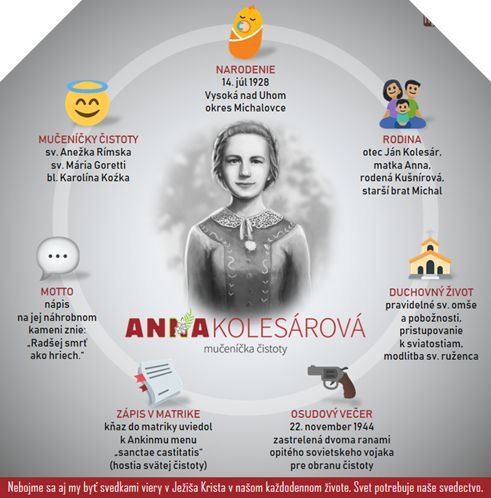 NARODENIE
14. júl 1928
Vysoká nad Uhom
okres Michalovce
MUČENÍČKY ČISTOTY
sv. Anežka Rímska
sv. Mária Goretti
bl. Karolína Kožka
RODINA
otec Ján Kolesár,
matka Anna,
rodená Kušnírová,
starší brat Michal
MOTTO
nápis
na jej náhrobnom
kameni znie:
„Radšej smrť
ako hriech.“
DUCHOVNÝ ŽIVOT
pravidelné sv. omše
a pobožnosti,
pristupovanie
k sviatostiam,
modlitba sv. ruženca
ANNAKOLESÁROVÁ
mučeníčka čistoty
ZÁPIS V MATRIKE
kňaz do matriky uviedol
k Ankinmu menu
„sanctae castitatis“
(hostia svätej čistoty)
OSUDOVÝ VEČER
22. november 1944
zastrelená dvoma ranami
opitého sovietskeho vojaka
pre obranu čistoty
Nebojme sa aj my byť svedkami viery v Ježiša Krista v našom každodennom živote. Svet potrebuje naše svedectvo.